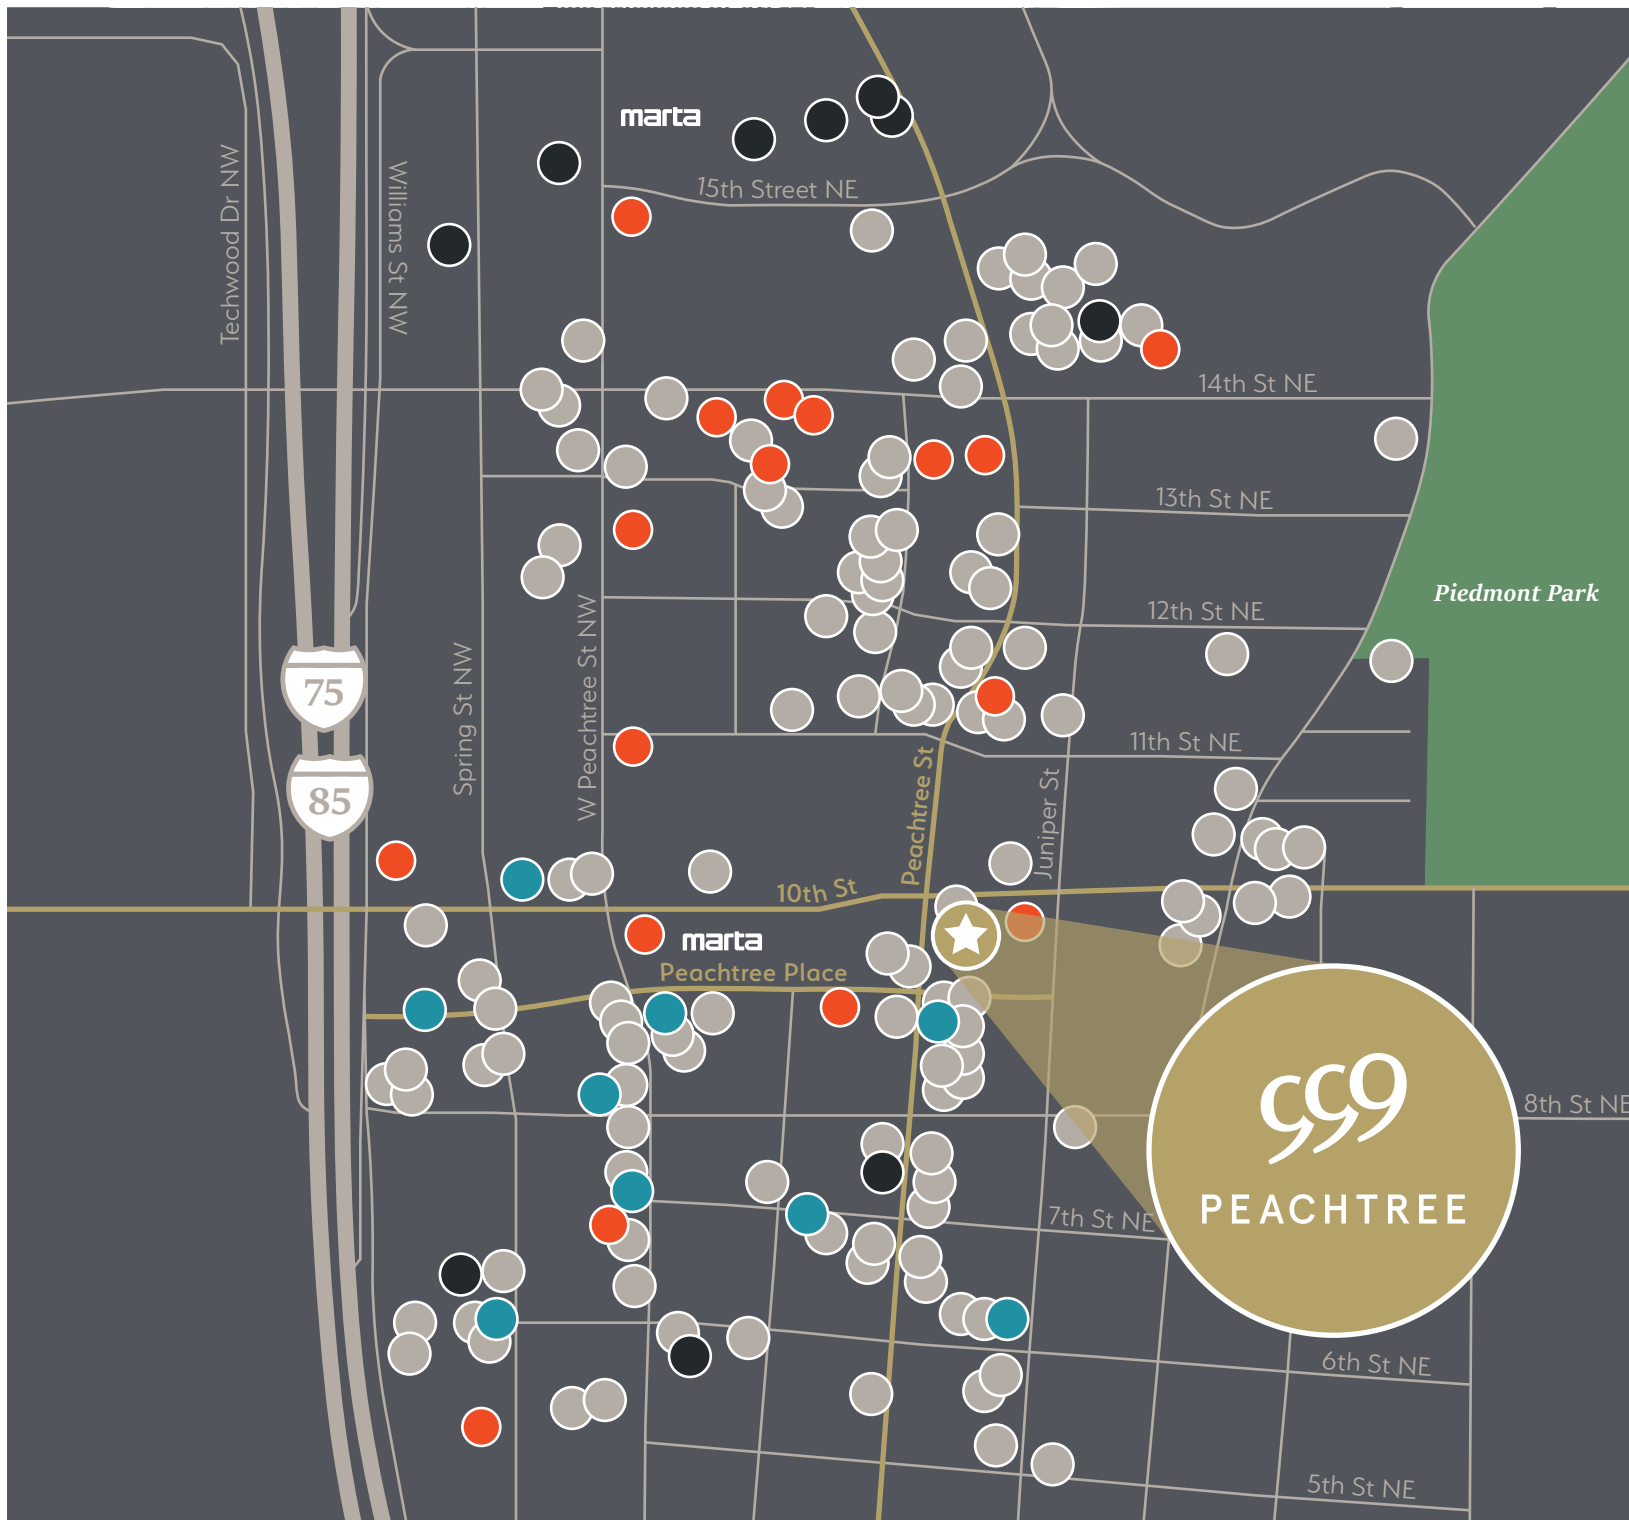 marta
15th Street NE
Techwood Dr NW
Williams St NW
14th St NE
13th St NE
Piedmont Park
12th St NE
75
Spring St NW
W Peachtree St NW
11th St NE
85
Peachtree St
Juniper St
10th St
marta
Peachtree Place
999
PEACHTREE
8th St NE
7th St NE
6th St NE
5th St NE